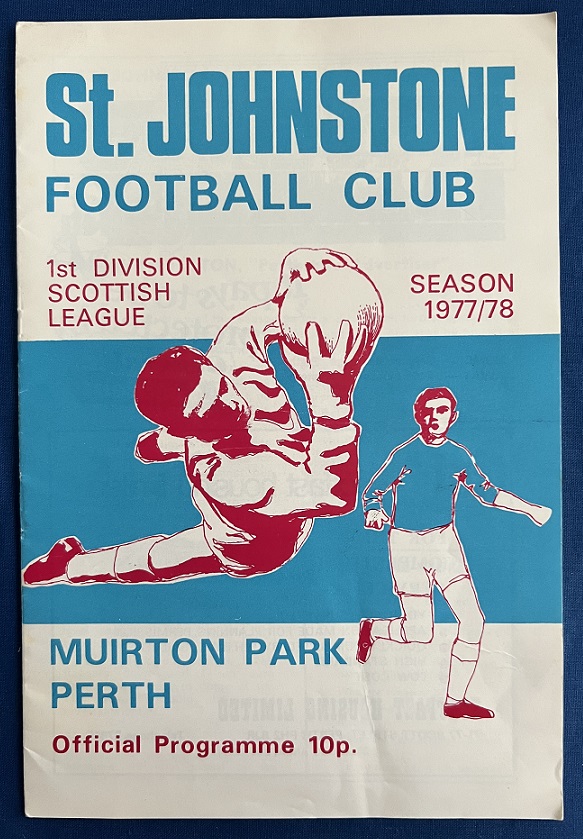 St. JOHNSTONE
FOOTBALL CLUB
1st DIVISION
SCOTTISH
LEAGUE
SEASON
1977/78
MUIRTON PARK
PERTH
Official Programme 10p.